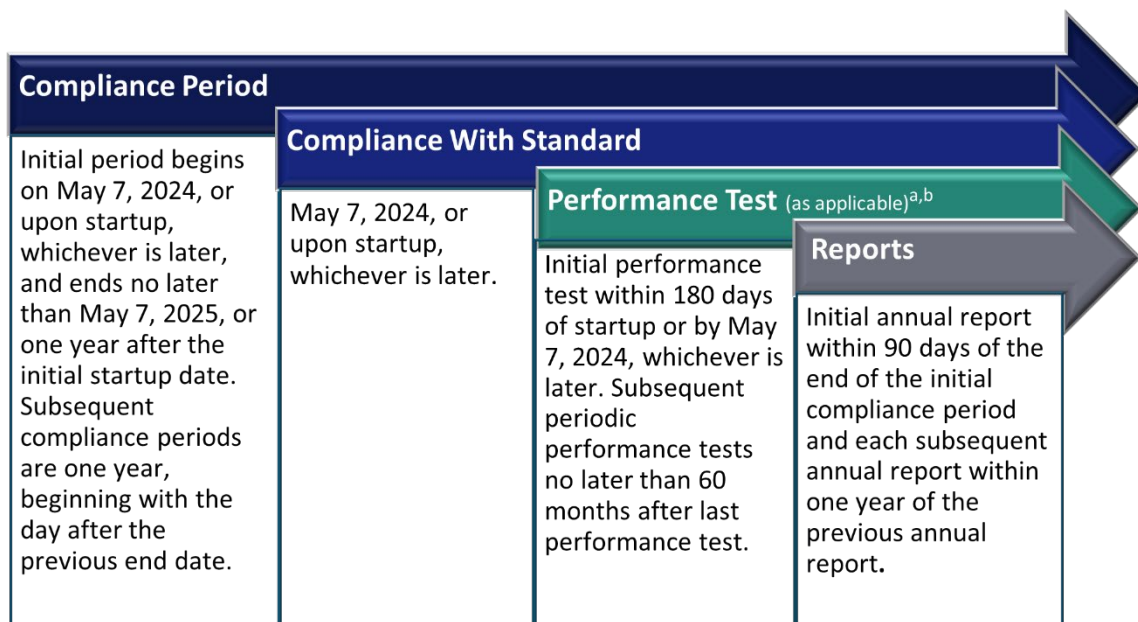 Compliance Period
Initial period begins
on May 7, 2024, or
upon startup,
whichever is later,
and ends no later
than May 7, 2025, or
one year after the
initial startup date.
Subsequent
compliance periods
are one year,
beginning with the
day after the
previous end date.
Compliance With Standard
May 7, 2024, or
upon startup,
whichever is later.
Performance Test (as applicable)a,b
Initial performance
test within 180 days
of startup or by May
7, 2024, whichever is
later. Subsequent
periodic
performance tests
no later than 60
months after last
performance test.
Reports
Initial annual report
within 90 days of the
end of the initial
compliance period
and each subsequent
annual report within
one year of the
previous annual
report.